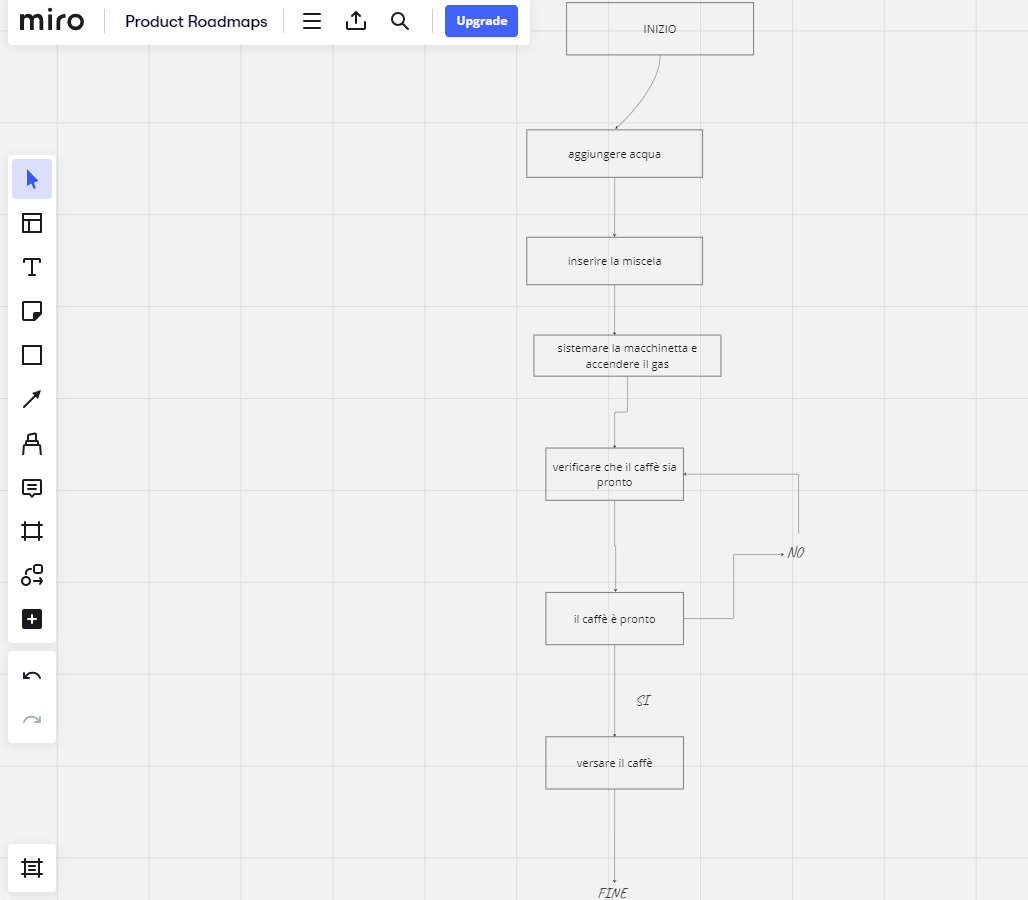 miro
Product Roadmaps
Upgrade
INIZIO
aggiungere acqua
inserire la miscela
sistemare la macchinetta e
accendere il gas
verificare che il caffè sia
pronto
NO
il caffè è pronto
SI
versare il caffè
FINE